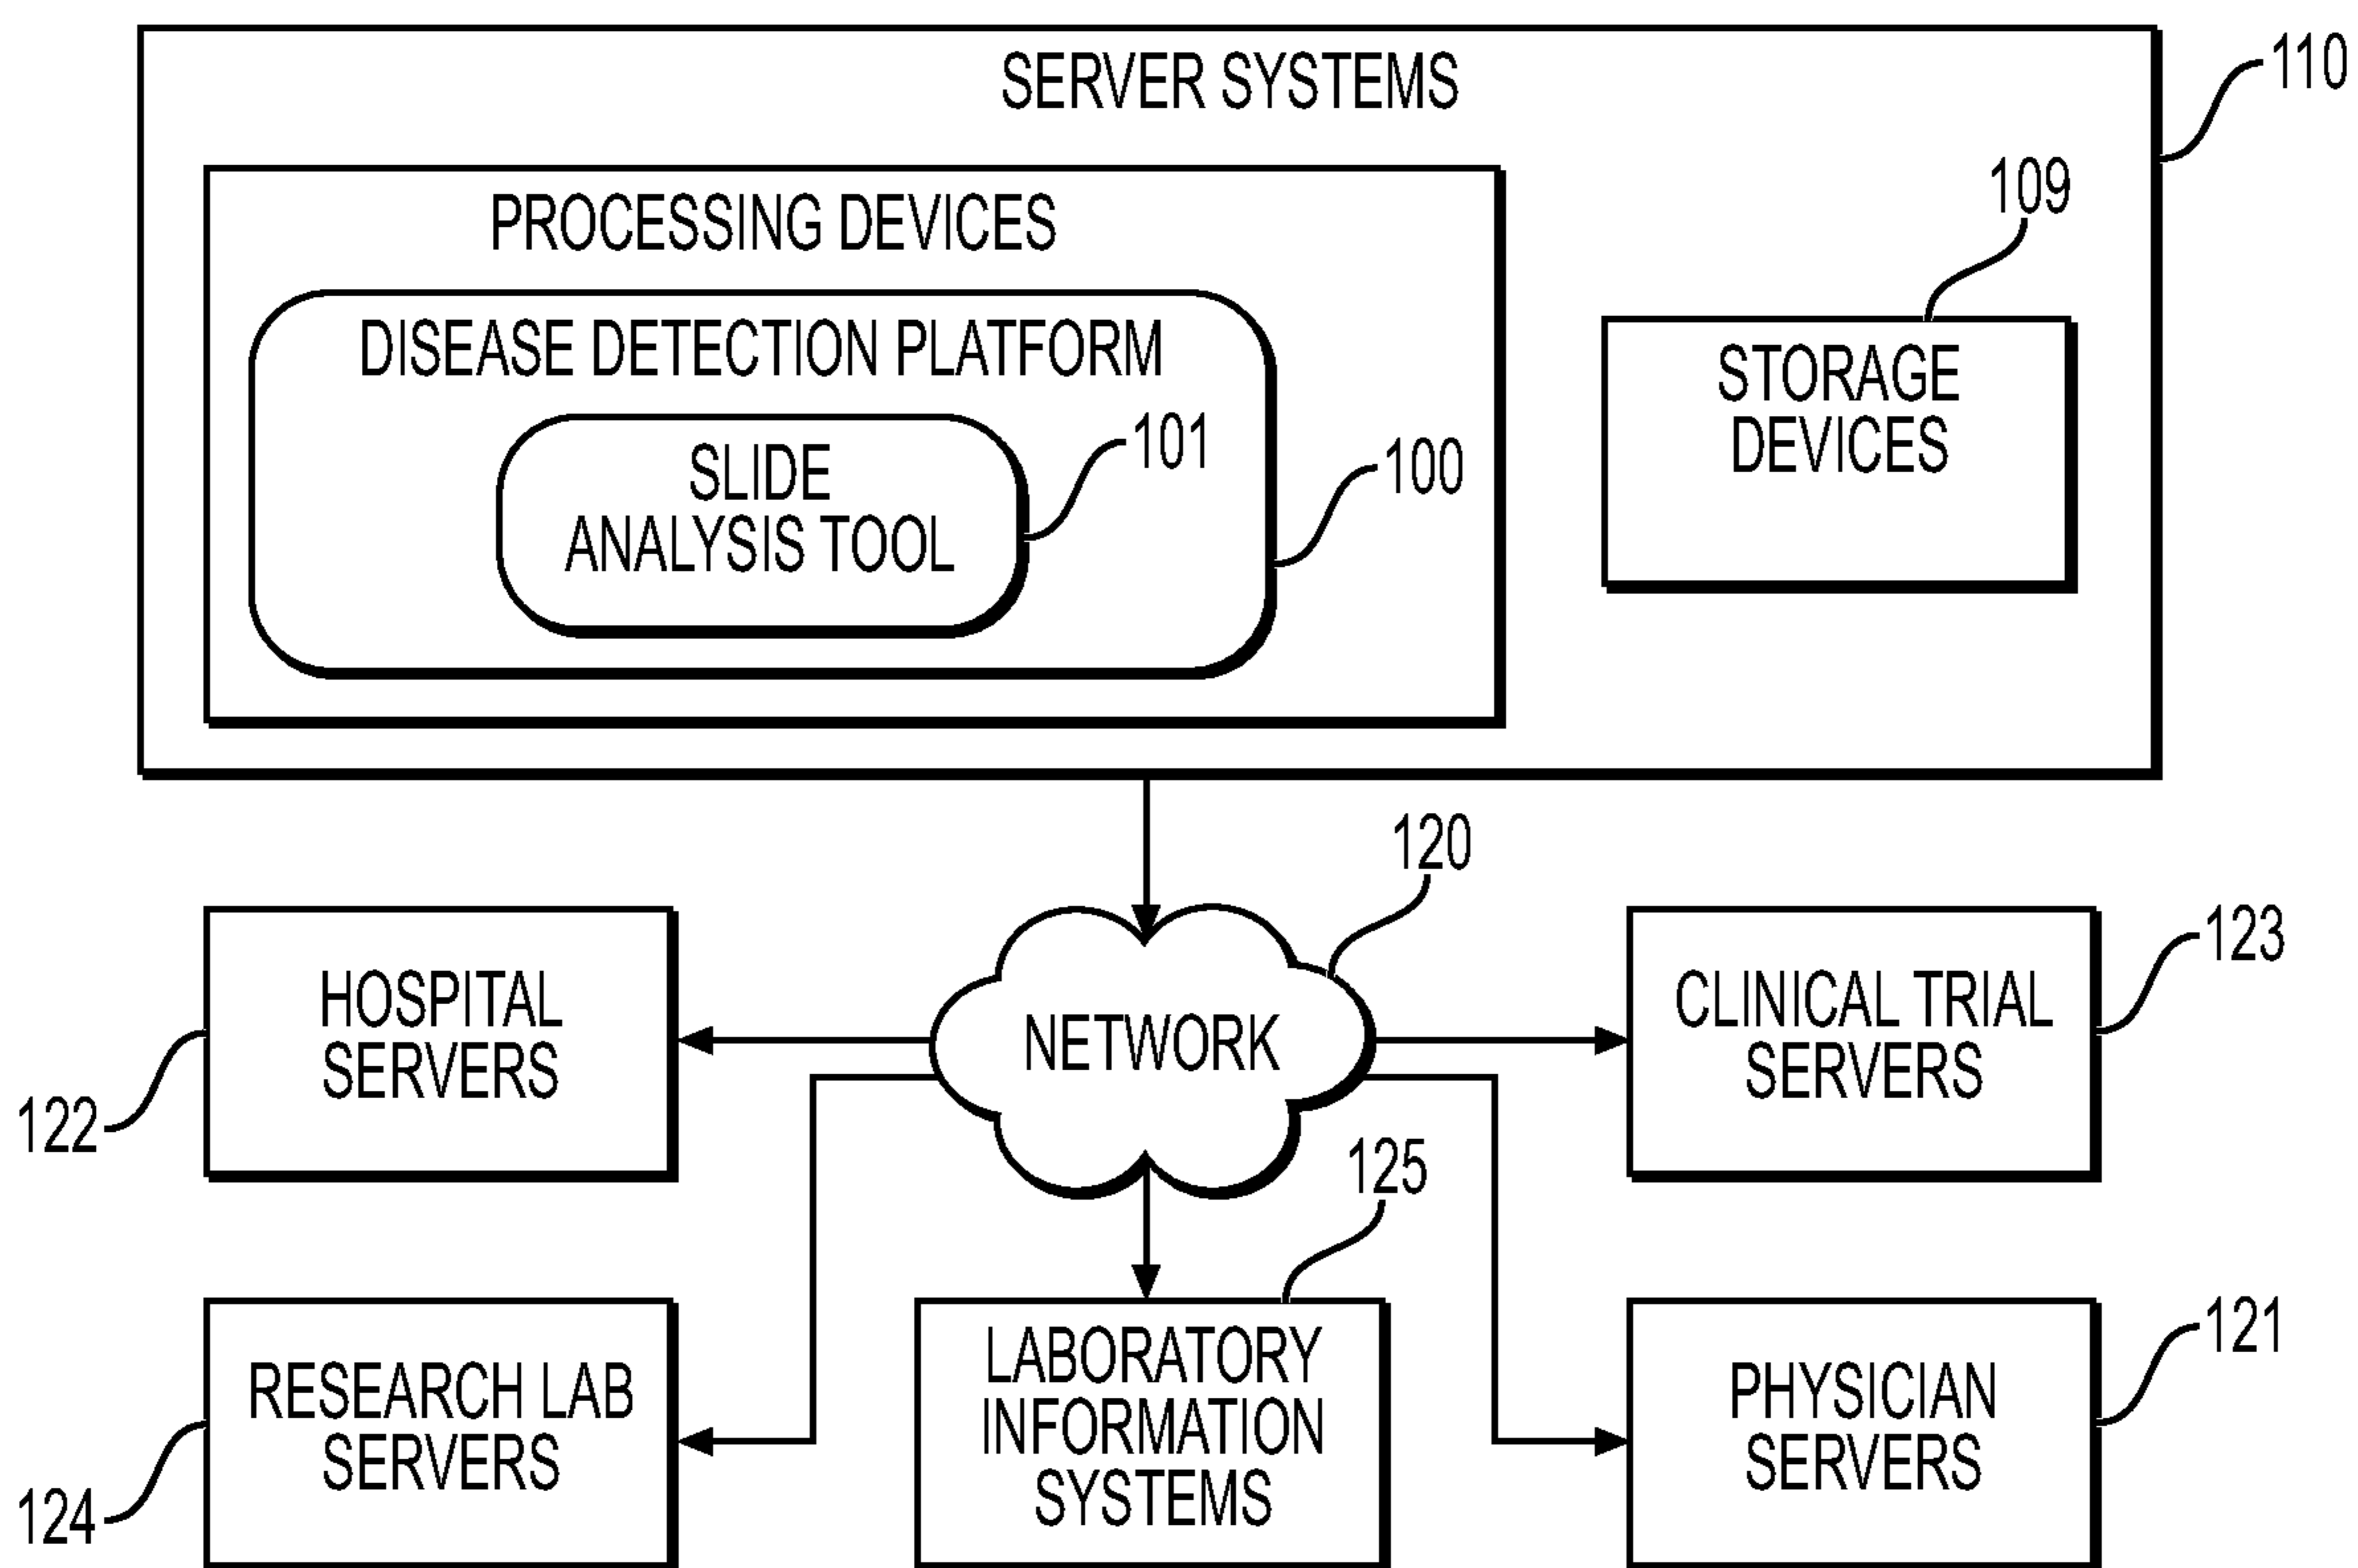 SERVER SYSTEMS
110
PROCESSING DEVICES
109
DISEASE DETECTION PLATFORM
STORAGE
DEVICES
101
100
SLIDE
ANALYSIS TOOL
120
HOSPITAL
SERVERS
122
NETWORK
CLINICAL TRIAL
SERVERS
123
125
RESEARCH LAB
SERVERS
124
LABORATORY
INFORMATION
SYSTEMS
PHYSICIAN
SERVERS
121